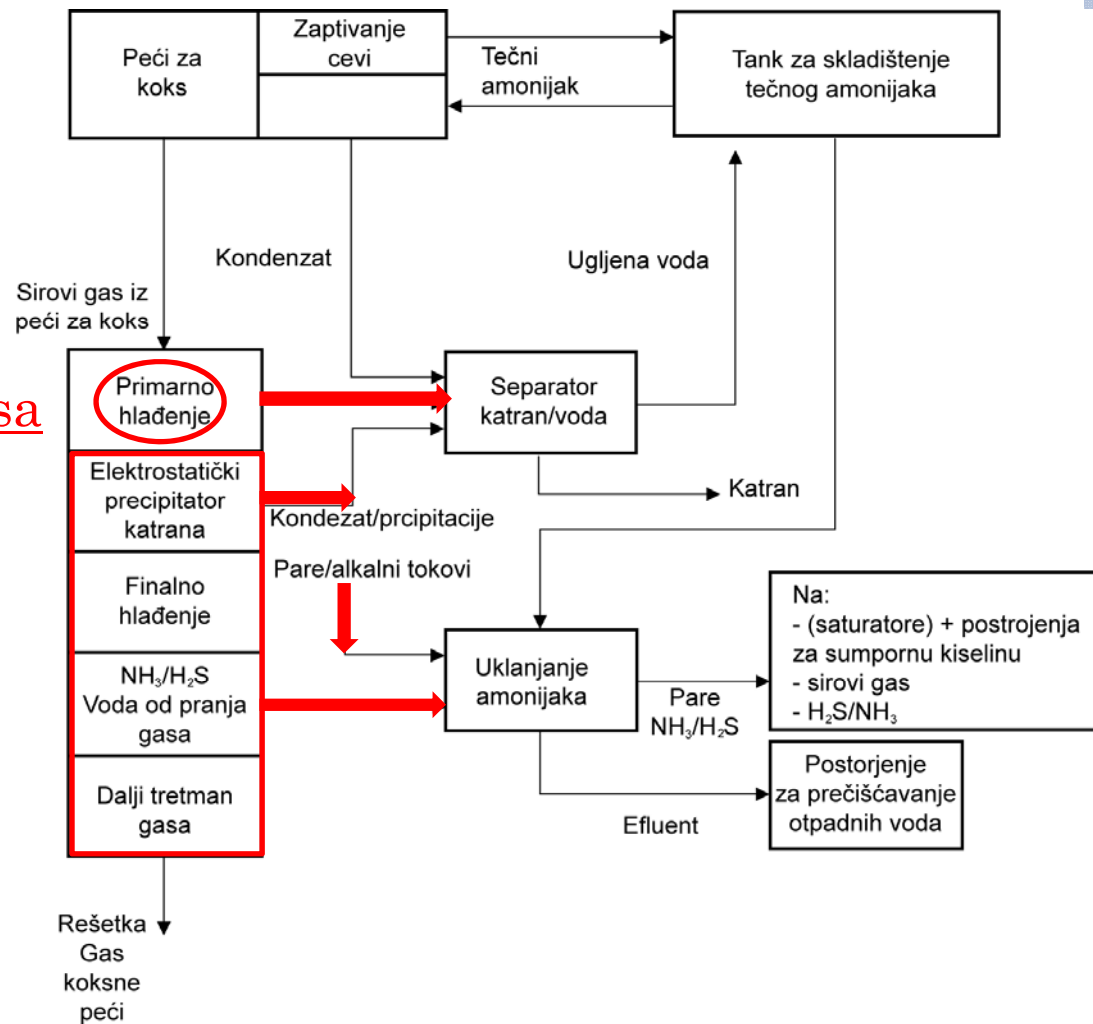 Peći za
koks
Zaptivanje
cevi
Tečni
amonijak
Tank za skladištenje
tečnog amonijaka
Kondenzat
Ugljena voda
Sirovi gas iz
peći za koks
Primarno
hlađenje
sa
Separator
katran/voda
Elektrostatički
precipitator
katrana
Kondezat/prcipitacije
Katran
Pare/alkalni tokovi
Finalno
hlađenje
NH₃/H₂S
Voda od pranja
gasa
Uklanjanje
amonijaka
Pare
NH₃/H₂S
Na:
- (saturatore) + postrojenja
za sumpornu kiselinu
- sirovi gas
- H₂S/NH₃
Dalji tretman
gasa
Efluent
Postorjenje
za prečišćavanje
otpadnih voda
Rešetka
Gas
koksne
peći